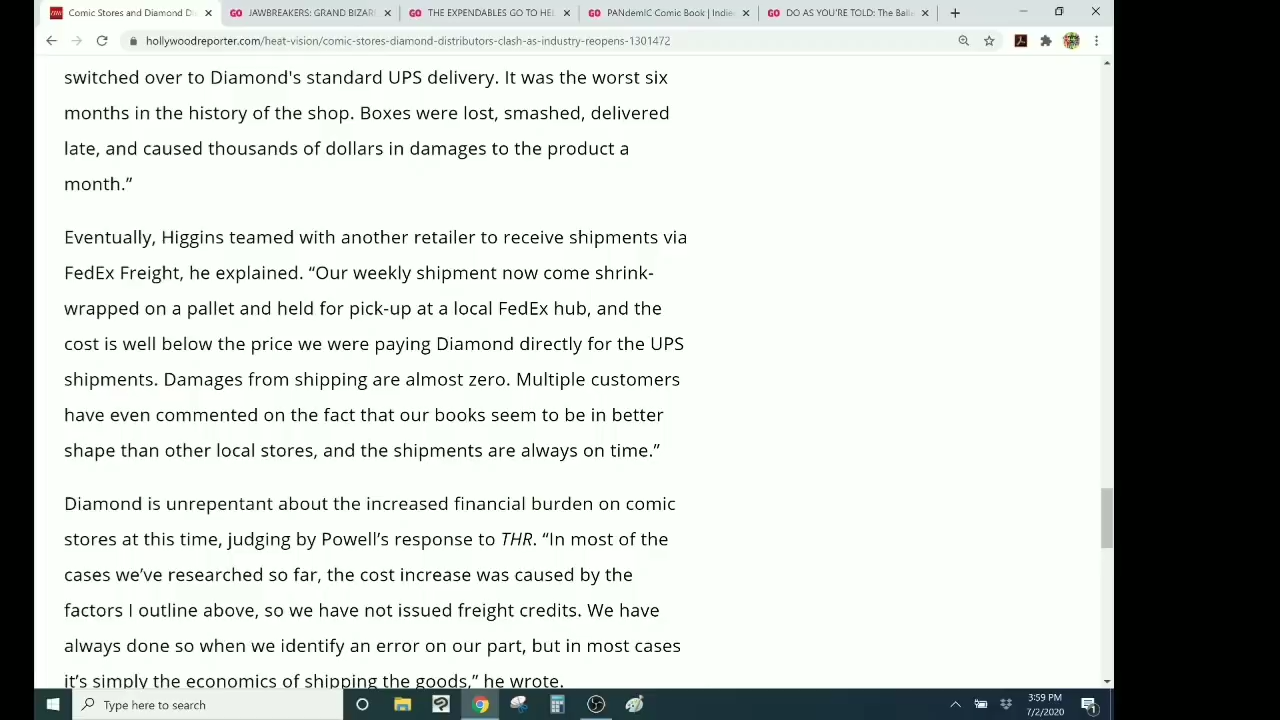 Comic Stores and Diamond Di
JAWBREAKERS: GRAND BIZAR
THE EXPENDABLES GO TO HEL
PANdemIC Comic Book | Indie
DO AS YOU'RE TOLD: The Baile
hollywoodreporter.com/heat-vision/comic-stores-diamond-distributors-clash-as-industry-reopens-1301472
switched over to Diamond's standard UPS delivery. It was the worst six
months in the history of the shop. Boxes were lost, smashed, delivered
late, and caused thousands of dollars in damages to the product a
month.”
Eventually, Higgins teamed with another retailer to receive shipments via
FedEx Freight, he explained. “Our weekly shipment now come shrink-
wrapped on a pallet and held for pick-up at a local FedEx hub, and the
cost is well below the price we were paying Diamond directly for the UPS
shipments. Damages from shipping are almost zero. Multiple customers
have even commented on the fact that our books seem to be in better
shape than other local stores, and the shipments are always on time.”
Diamond is unrepentant about the increased financial burden on comic
stores at this time, judging by Powell’s response to THR. “In most of the
cases we’ve researched so far, the cost increase was caused by the
factors I outline above, so we have not issued freight credits. We have
always done so when we identify an error on our part, but in most cases
it’s simply the economics of shipping the goods,” he wrote.
Type here to search
3:59 PM
7/2/2020